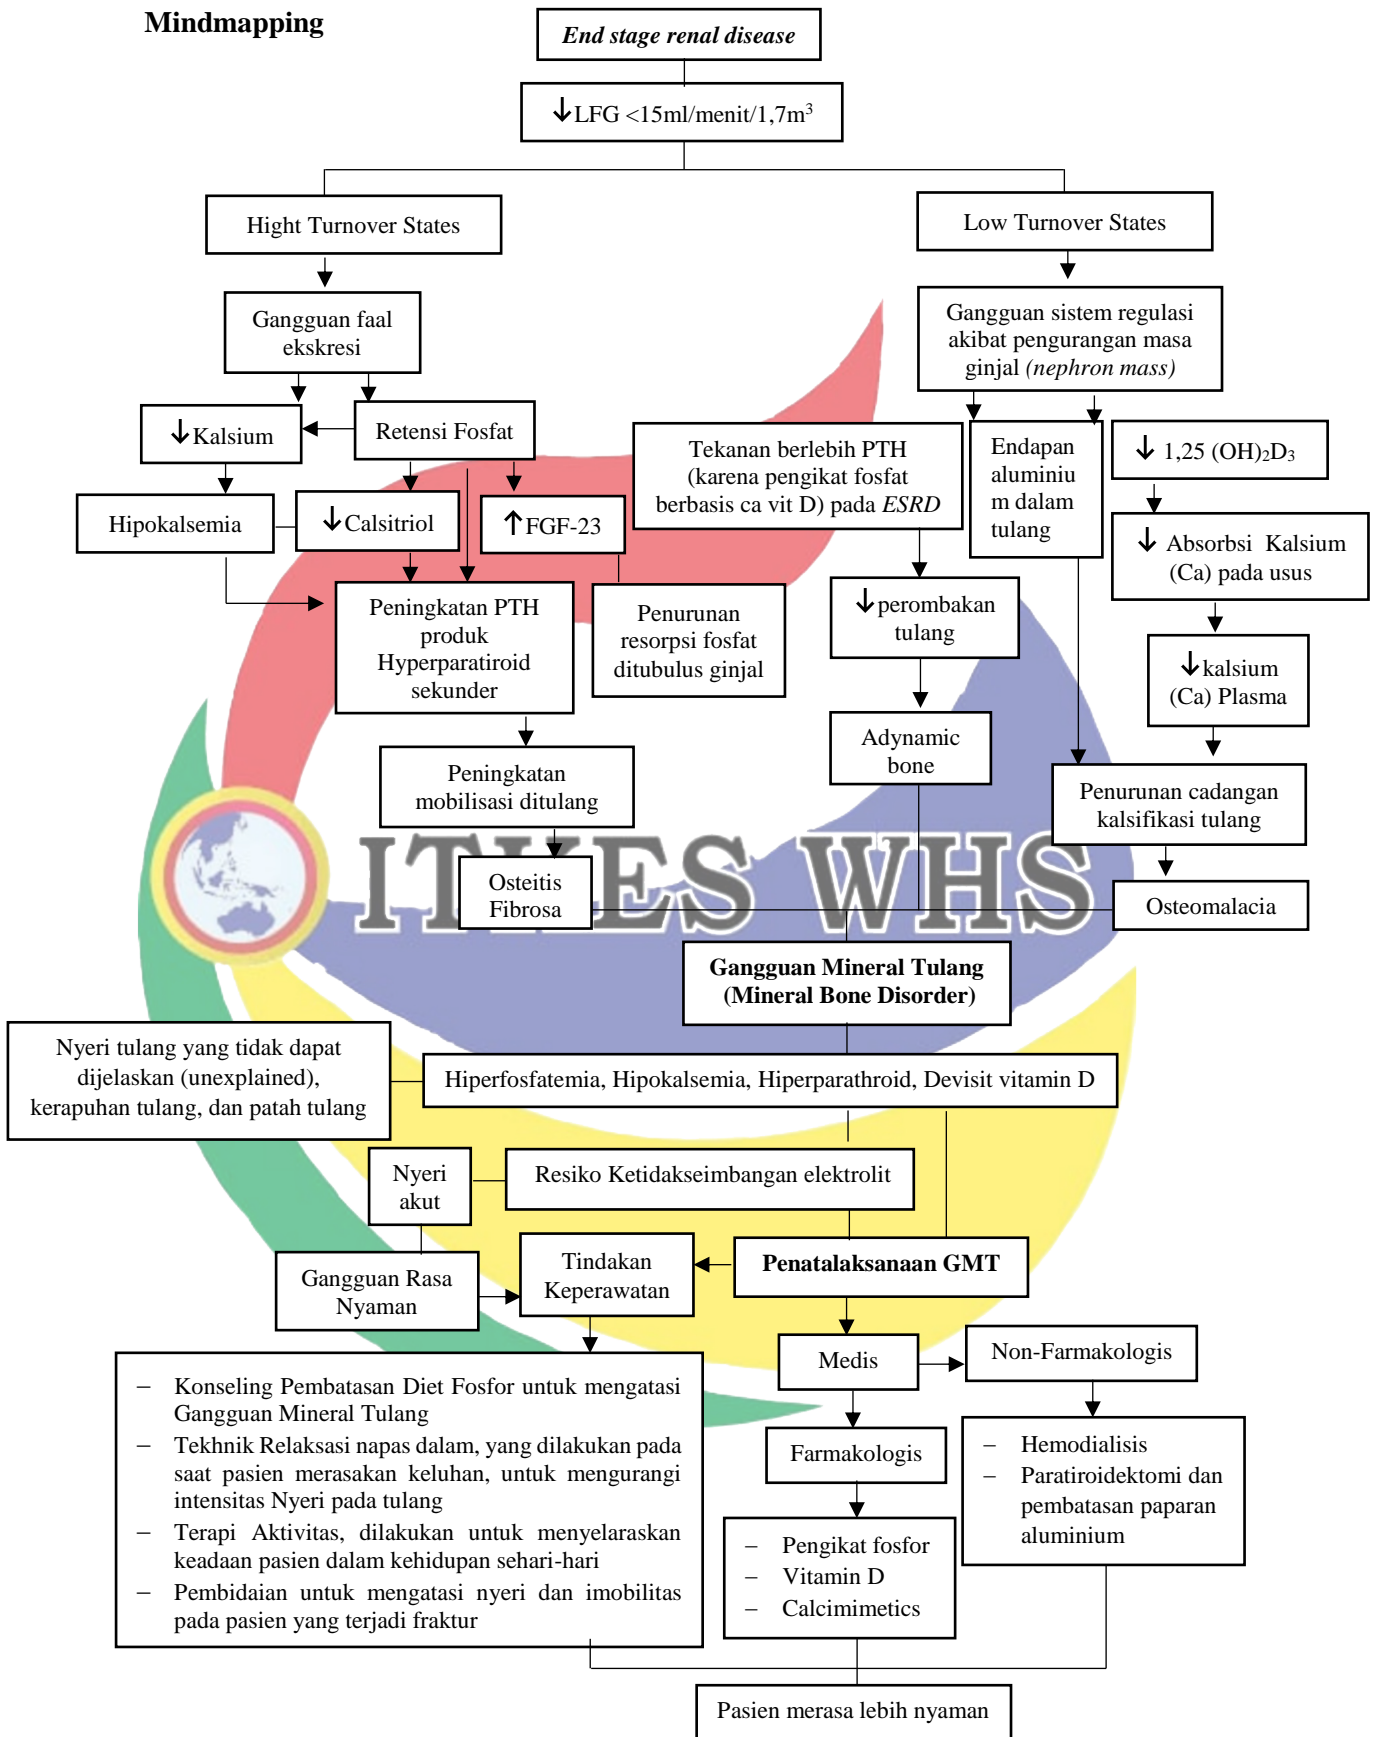 Mindmapping
End stage renal disease
↓LFG <15ml/menit/1,7m³
Hight Turnover States
Low Turnover States
Gangguan faal
ekskresi
Gangguan sistem regulasi
akibat pengurangan masa
ginjal (nephron mass)
↓Kalsium
Retensi Fosfat
Tekanan berlebih PTH
(karena pengikat fosfat
berbasis ca vit D) pada ESRD
Endapan
aluminiu
m dalam
tulang
↓ 1,25 (OH)₂D₃
Hipokalsemia
↓Calsitriol
↑FGF-23
↓ Absorbsi Kalsium
(Ca) pada usus
Peningkatan PTH
produk
Hyperparatiroid
sekunder
Penurunan
resorpsi fosfat
ditubulus ginjal
↓perombakan
tulang
↓kalsium
(Ca) Plasma
Adynamic
bone
Peningkatan
mobilisasi ditulang
Penurunan cadangan
kalsifikasi tulang
ITKES WHS
Osteitis
Fibrosa
Osteomalacia
Gangguan Mineral Tulang
(Mineral Bone Disorder)
Nyeri tulang yang tidak dapat
dijelaskan (unexplained),
kerapuhan tulang, dan patah tulang
Hiperfosfatemia, Hipokalsemia, Hiperparathroid, Devisit vitamin D
Nyeri
akut
Resiko Ketidakseimbangan elektrolit
Gangguan Rasa
Nyaman
Tindakan
Keperawatan
Penatalaksanaan GMT
Medis
Non-Farmakologis
– Konseling Pembatasan Diet Fosfor untuk mengatasi
Gangguan Mineral Tulang
– Tekhnik Relaksasi napas dalam, yang dilakukan pada
saat pasien merasakan keluhan, untuk mengurangi
intensitas Nyeri pada tulang
– Terapi Aktivitas, dilakukan untuk menyelaraskan
keadaan pasien dalam kehidupan sehari-hari
– Pembidaian untuk mengatasi nyeri dan imobilitas
pada pasien yang terjadi fraktur
Farmakologis
– Hemodialisis
– Paratiroidektomi dan
pembatasan paparan
aluminium
– Pengikat fosfor
– Vitamin D
– Calcimimetics
Pasien merasa lebih nyaman